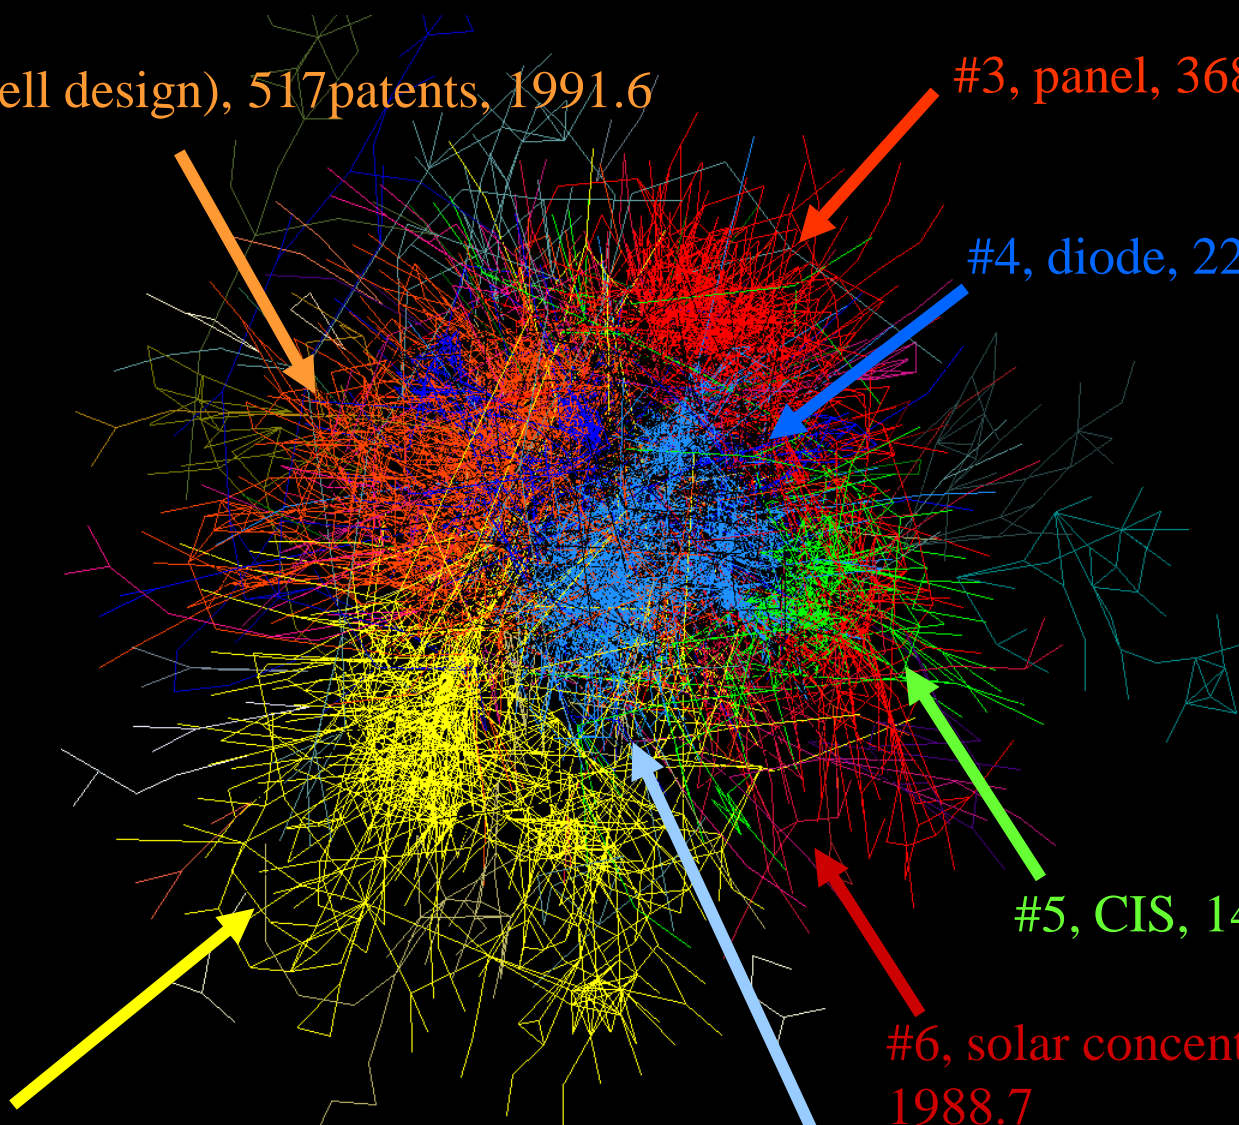 ell design), 517patents, 1991.6
#3, panel, 368
#4, diode, 22
#5, CIS, 14
#6, solar concent
1988.7